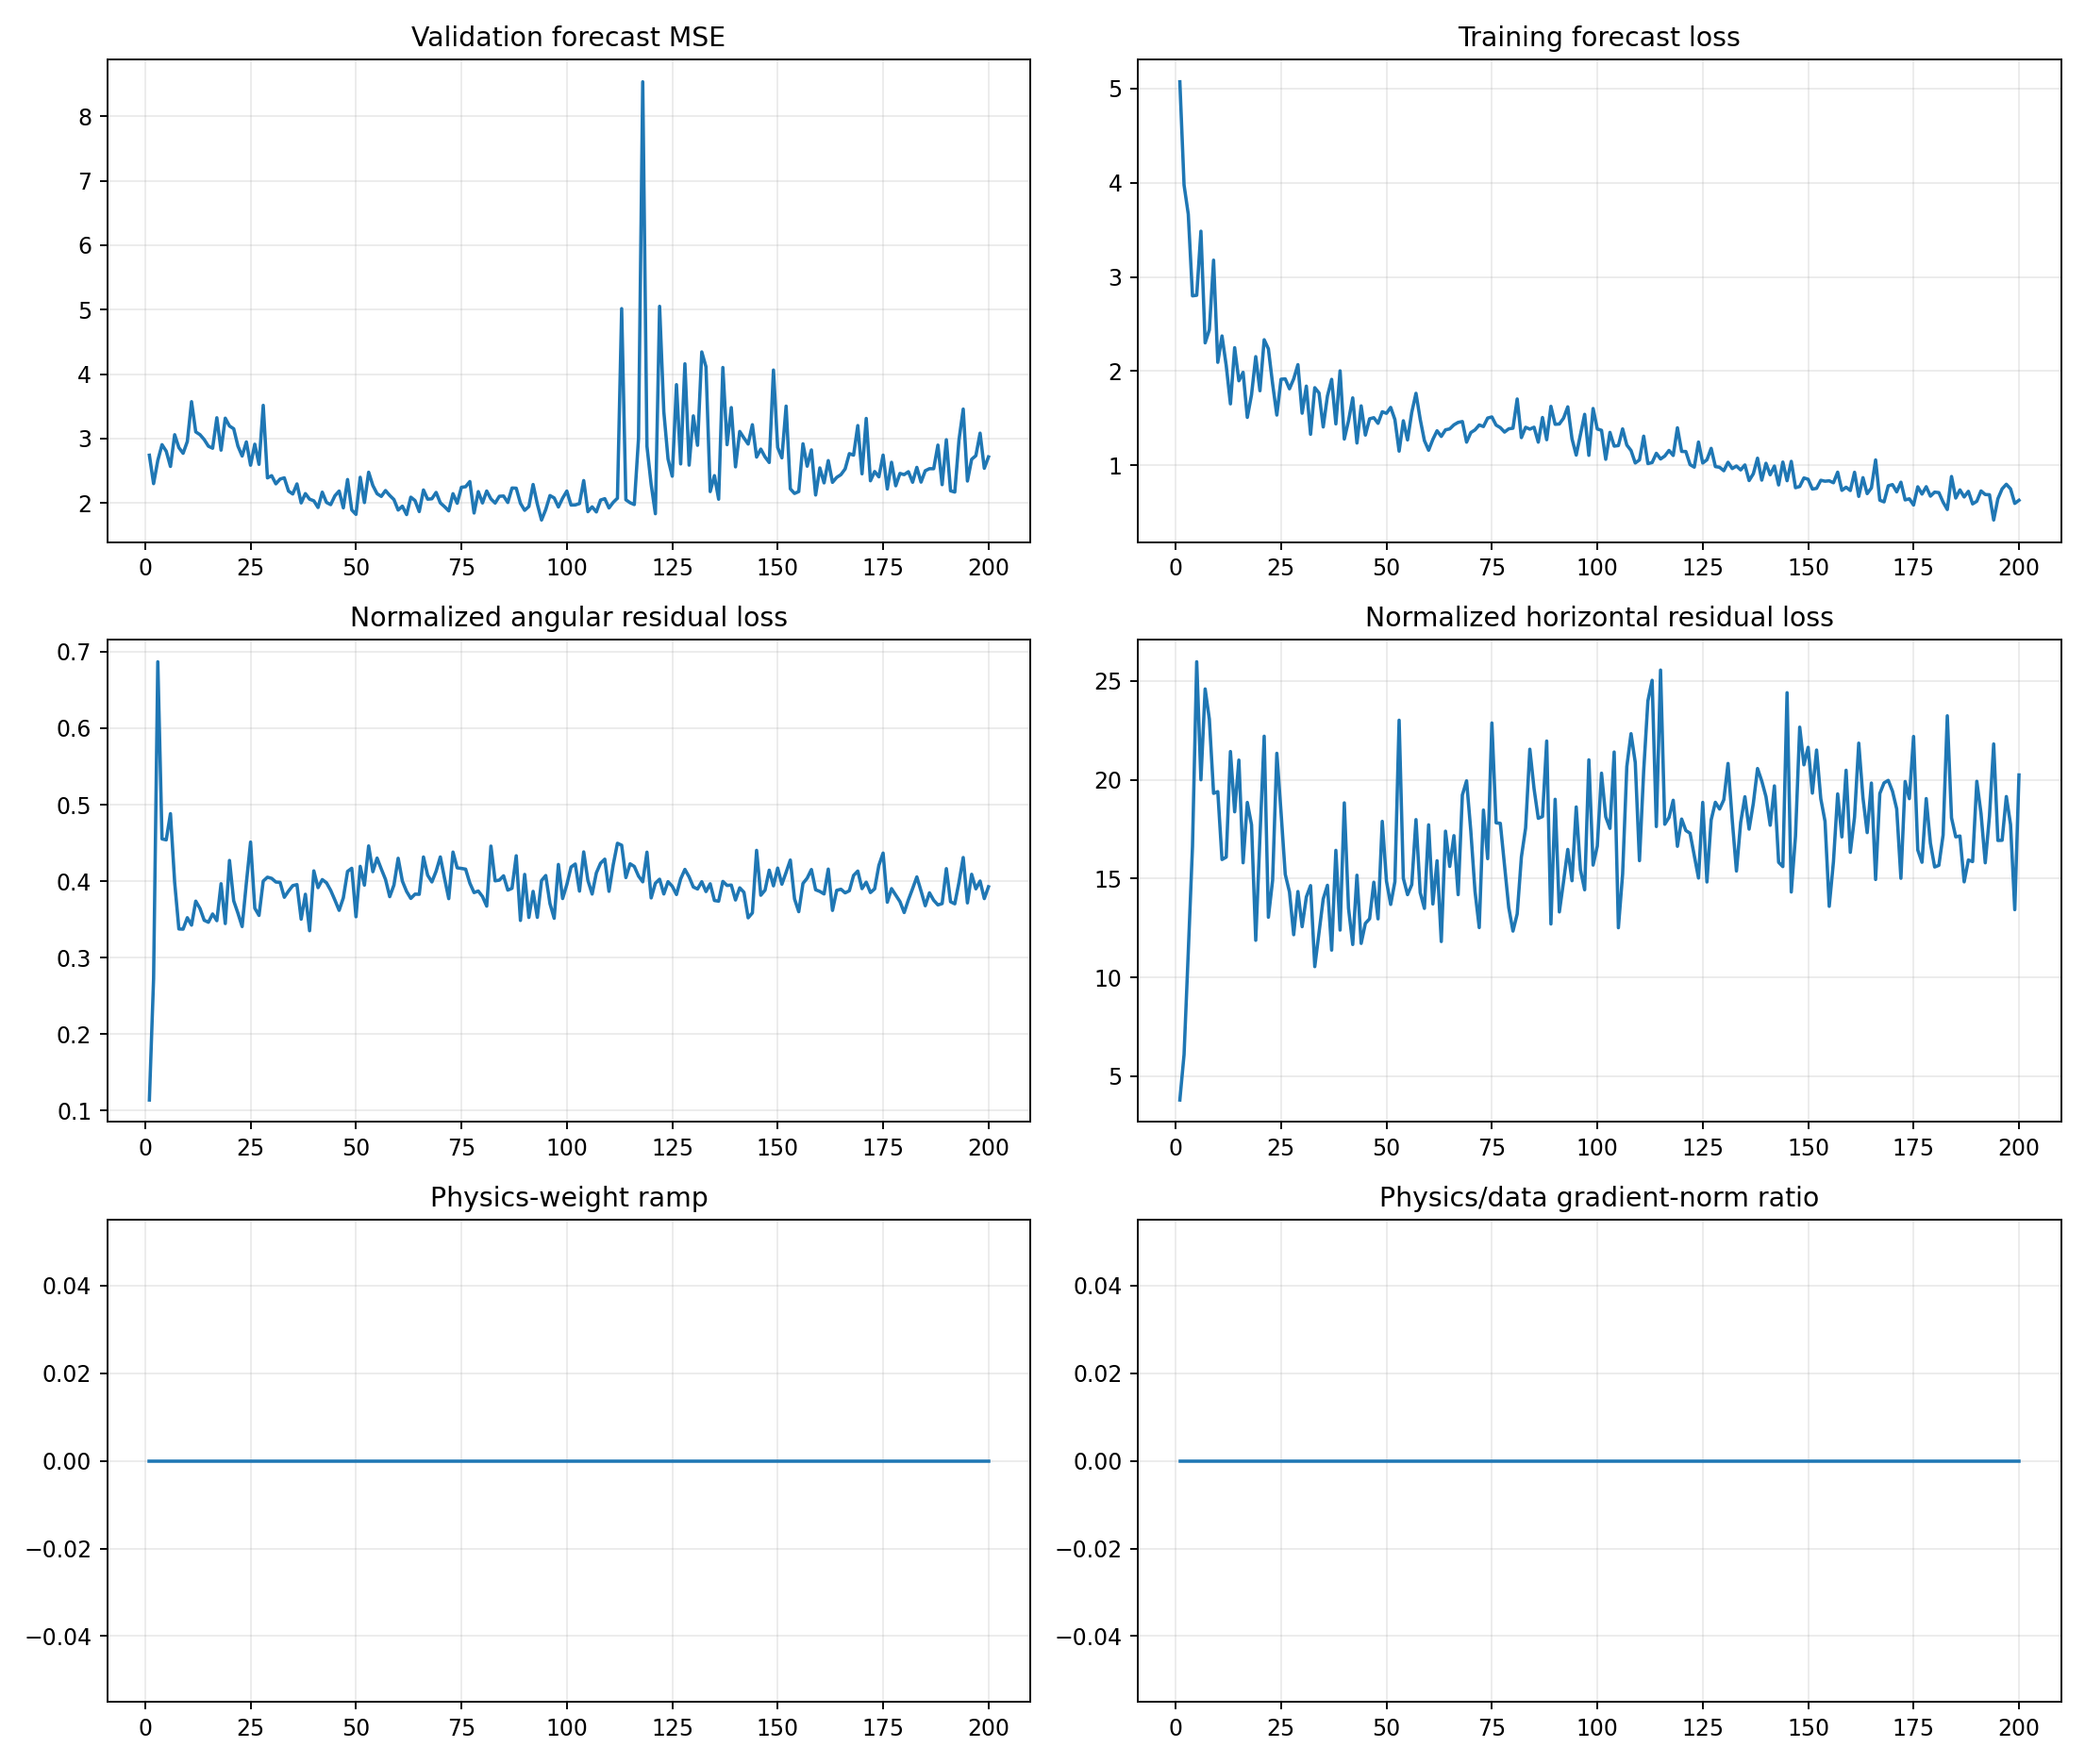 Validation forecast MSE
8
7
6
5
4
3
2
0 25 50 75 100 125 150 175 200
Training forecast loss
5
4
3
2
1
0 25 50 75 100 125 150 175 200
Normalized angular residual loss
0.7
0.6
0.5
0.4
0.3
0.2
0.1
0 25 50 75 100 125 150 175 200
Normalized horizontal residual loss
25
20
15
10
5
0 25 50 75 100 125 150 175 200
Physics-weight ramp
0.04
0.02
0.00
−0.02
−0.04
0 25 50 75 100 125 150 175 200
Physics/data gradient-norm ratio
0.04
0.02
0.00
−0.02
−0.04
0 25 50 75 100 125 150 175 200